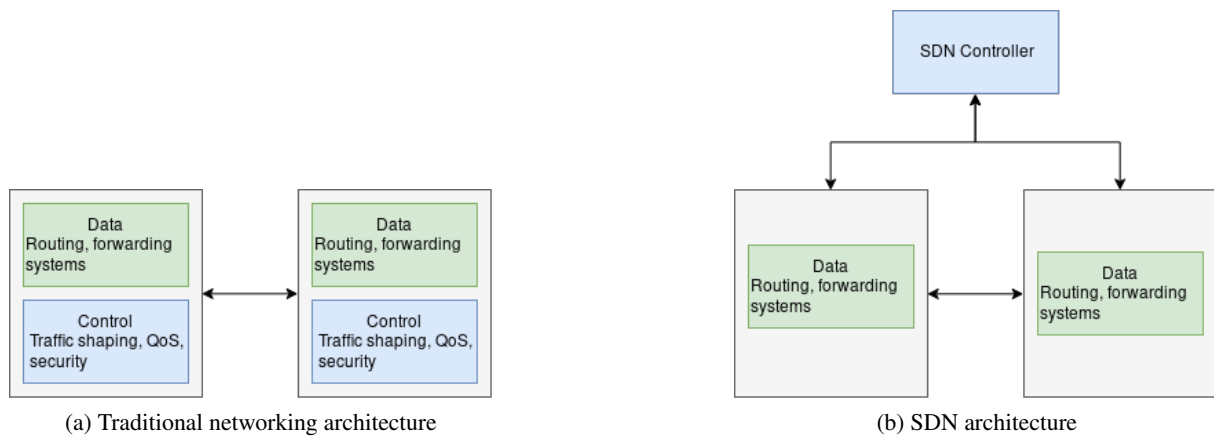 SDN Controller
Data
Routing, forwarding
systems
Control
Traffic shaping, QoS,
security
Data
Routing, forwarding
systems
Control
Traffic shaping, QoS,
security
Data
Routing, forwarding
systems
Data
Routing, forwarding
systems
(a) Traditional networking architecture
(b) SDN architecture